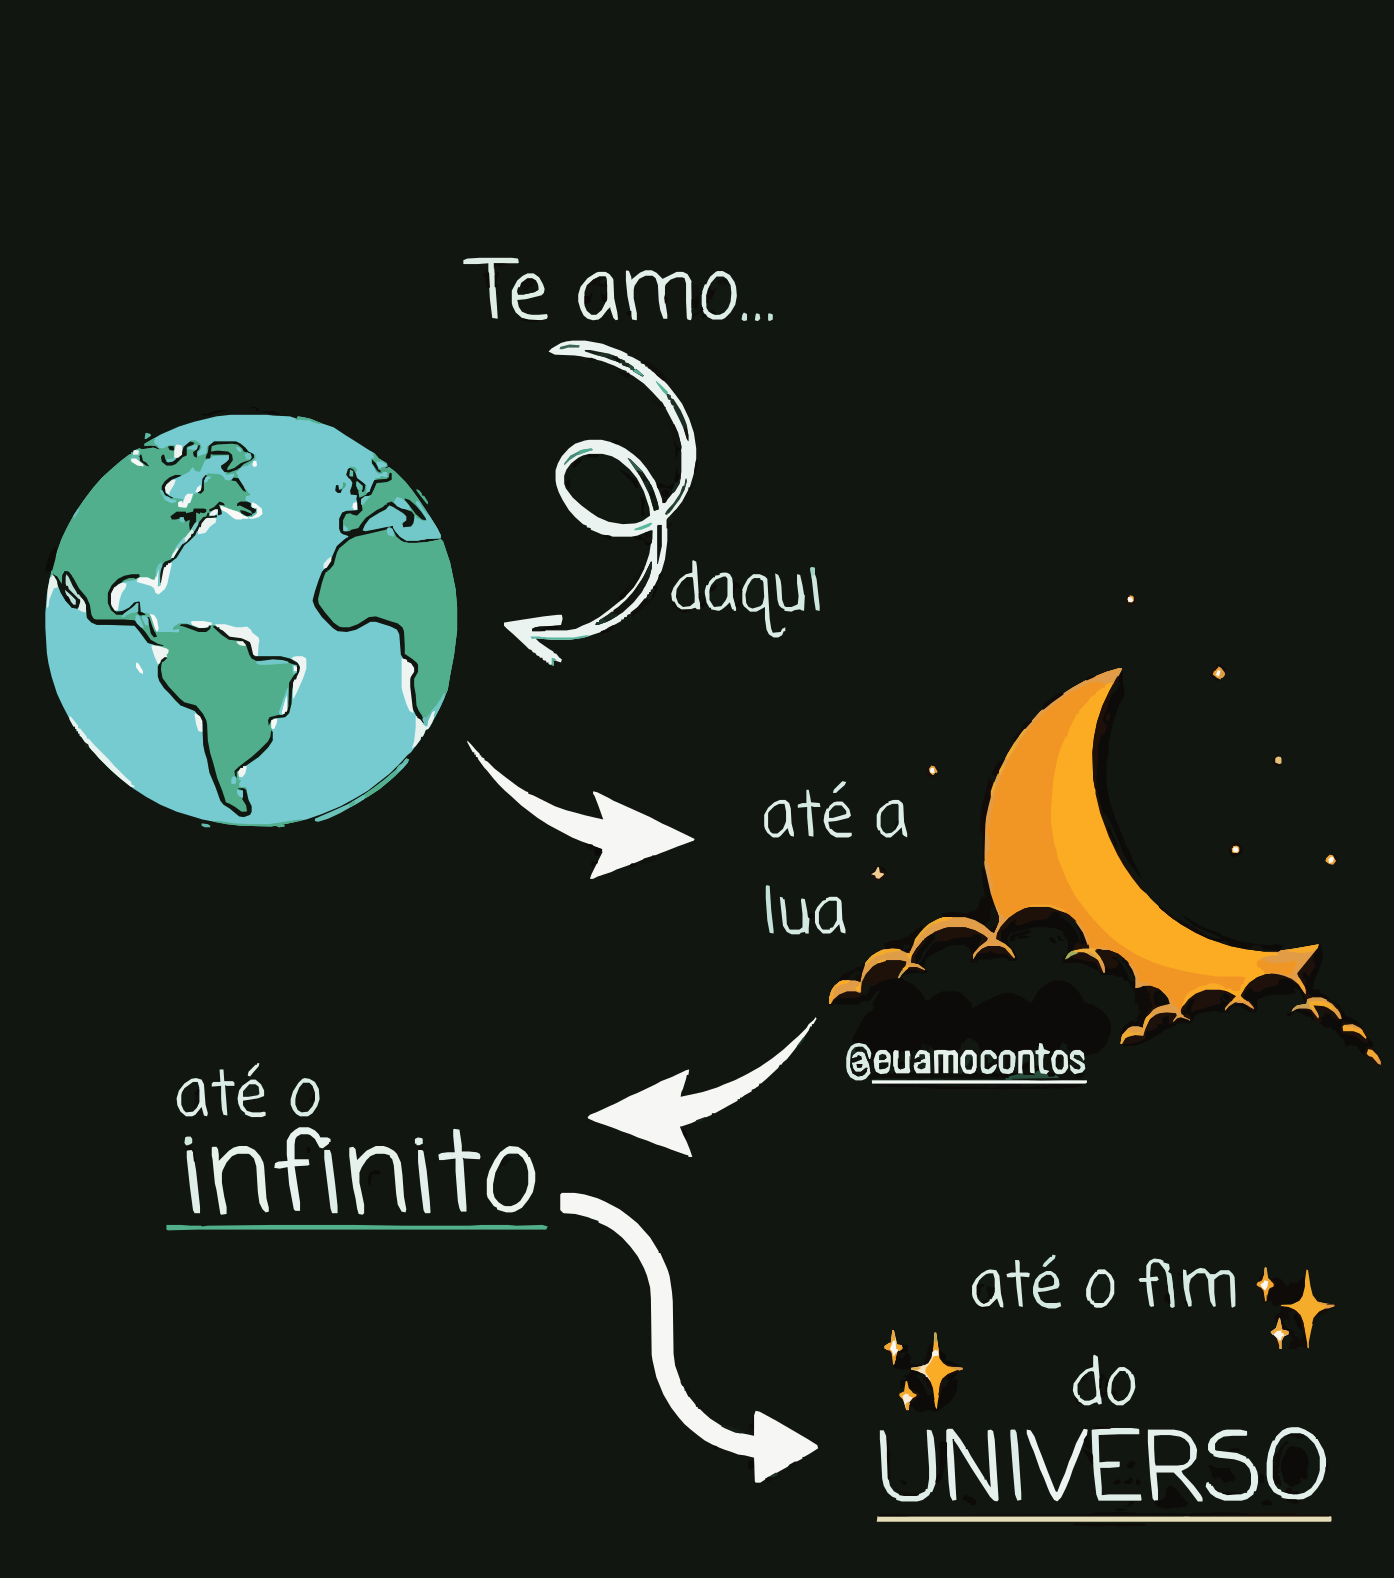 Te amo...
daqui
até a
lua
@euamocontos
até o
infinito
até o fim
do
UNIVERSO